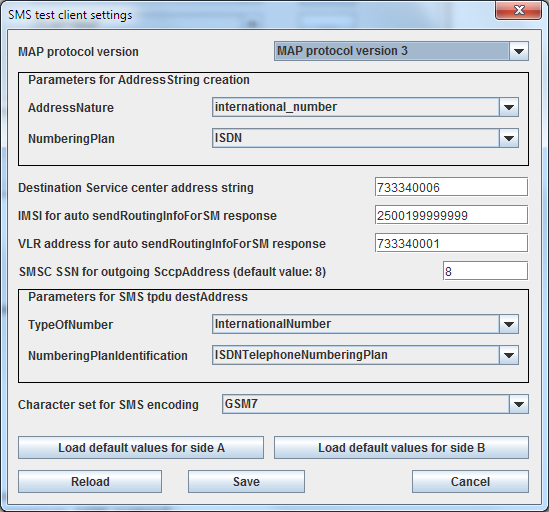 SMS test client settings
MAP protocol version MAP protocol version 3
Parameters for AddressString creation
AddressNature international_number
NumberingPlan ISDN
Destination Service center address string 733340006
IMSI for auto sendRoutingInfoForSM response 2500199999999
VLR address for auto sendRoutingInfoForSM response 733340001
SMSC SSN for outgoing SccpAddress (default value: 8) 8
Parameters for SMS tpdu destAddress
TypeOfNumber InternationalNumber
NumberingPlanIdentification ISDNTelephoneNumberingPlan
Character set for SMS encoding GSM7
Load default values for side A Load default values for side B
Reload Save Cancel